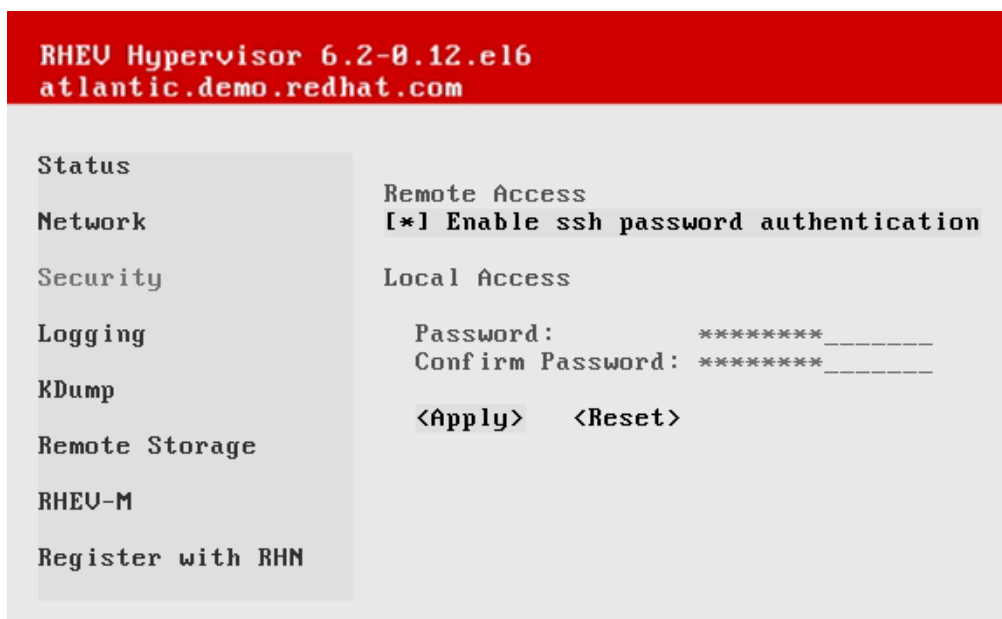 RHEV Hypervisor 6.2-0.12.el6
atlantic.demo.redhat.com
Status
Network
Security
Logging
KDump
Remote Storage
RHEV-M
Register with RHN
Remote Access
[*] Enable ssh password authentication
Local Access
Password: ********_______
Confirm Password: ********_______
<Apply> <Reset>